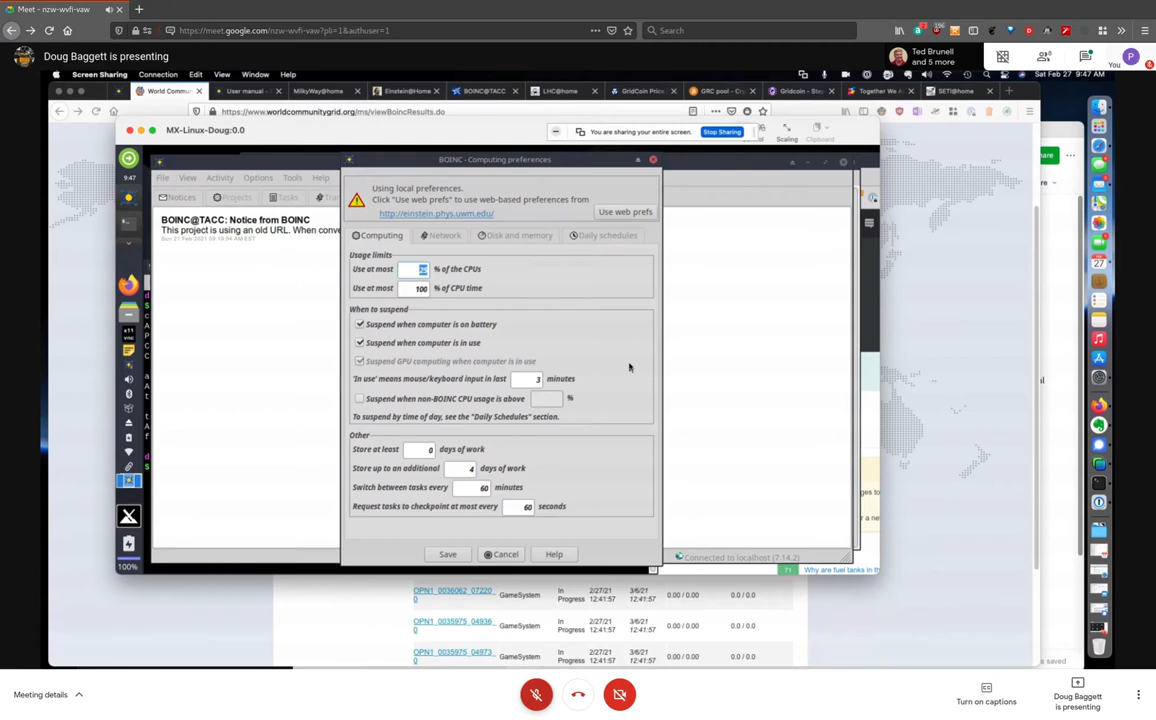 Meet - nzw-wvfi-vaw
https://meet.google.com/nzw-wvfi-vaw?pli=1&authuser=1
Search
196
Doug Baggett is presenting
Ted Brunell
and 5 more
8
You
P
Screen Sharing Connection Edit View Window Help
Sat Feb 27 9:47 AM
World Commun
User manual -
MilkyWay@home
Einstein@Home
BOINC@TACC
LHC@home
GridCoin Price
GRC pool - Cr
Gridcoin - Step
Together We A
SETI@home
https://www.worldcommunitygrid.org/ms/viewBoincResults.do
MX-Linux-Doug:0.0
You are sharing your entire screen.
Stop Sharing
Scaling
Clipboard
9:47
BOINC - Computing preferences
File View Activity Options Tools Help
Notices
Projects
Tasks
BOINC@TACC: Notice from BOINC
This project is using an old URL. When conve
Sun 21 Feb 2021 09:19:04 AM EST
Using local preferences.
Click "Use web prefs" to use web-based preferences from
http://einstein.phys.uwm.edu/
Use web prefs
Computing
Network
Disk and memory
Daily schedules
Usage limits
Use at most % of the CPUs
Use at most 100 % of CPU time
When to suspend
Suspend when computer is on battery
Suspend when computer is in use
Suspend GPU computing when computer is in use
'In use' means mouse/keyboard input in last 3 minutes
Suspend when non-BOINC CPU usage is above %
To suspend by time of day, see the "Daily Schedules" section.
Other
Store at least 0 days of work
Store up to an additional 4 days of work
Switch between tasks every 60 minutes
Request tasks to checkpoint at most every 60 seconds
Save
Cancel
Help
Connected to localhost (7.14.2)
100%
71
Why are fuel tanks in th
OPN1_0036062_07220_
0
GameSystem
In
Progress
2/27/21
12:41:57
3/6/21
12:41:57
0.00 / 0.00
0.0 / 0.0
OPN1_0035975_04936_
0
GameSystem
In
Progress
2/27/21
12:41:57
3/6/21
12:41:57
0.00 / 0.00
0.0 / 0.0
OPN1_0035975_04973_
0
GameSystem
In
Progress
2/27/21
12:41:57
3/6/21
12:41:57
0.00 / 0.00
0.0 / 0.0
Meeting details
Turn on captions
Doug Baggett
is presenting